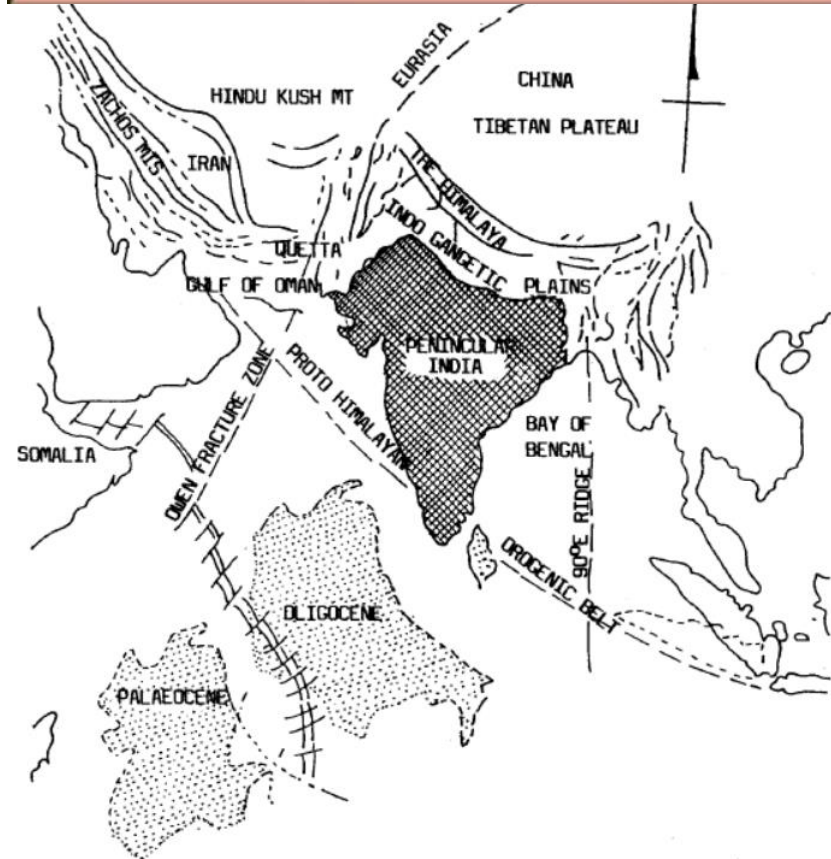 EURASIA
CHINA
HINDU KUSH MT
TIBETAN PLATEAU
ZACHOS MTS
IRAN
THE HIMALAYA
INDO GANGETIC
PLAINS
QUETTA
GULF OF OMAN
PENINCULAR
INDIA
PROTO HIMALAYAN
OWEN FRACTURE ZONE
BAY OF
BENGAL
SOMALIA
90°E RIDGE
OROGENIC BELT
OLIGOCENE
PALAEOCENE